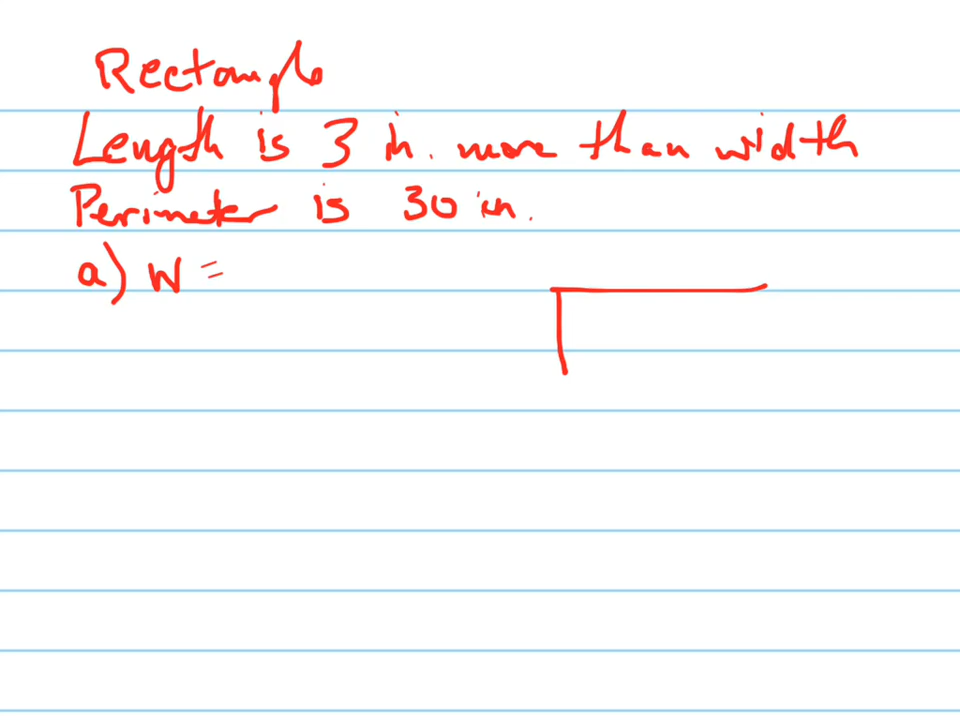 Rectangle
Length is 3 in. more than width
Perimeter is 30 in.
a) W =